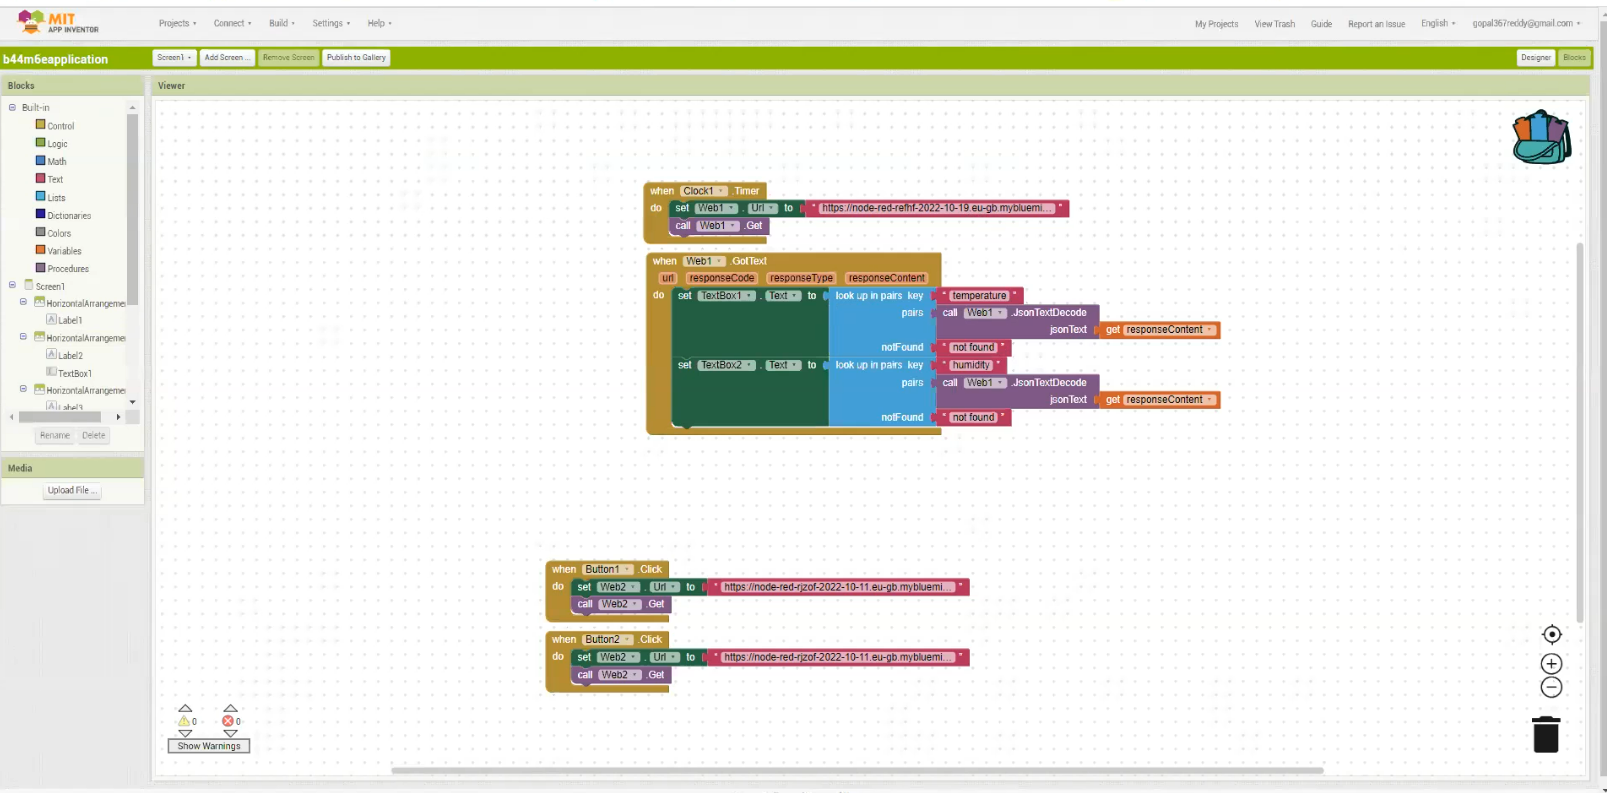 MIT
APP INVENTOR
Projects
Connect
Build
Settings
Help
My Projects
View Trash
Guide
Report an Issue
English
gopal367reddy@gmail.com
b44m6eapplication
Screen1
Add Screen ...
Remove Screen
Publish to Gallery
Designer
Blocks
Blocks
Viewer
Built-in
Control
Logic
Math
Text
Lists
Dictionaries
Colors
Variables
Procedures
Screen1
HorizontalArrangemen
Label1
HorizontalArrangemen
Label2
TextBox1
HorizontalArrangemen
Label3
Rename
Delete
Media
Upload File ...
when Clock1 .Timer
do set Web1 . Url to " https://node-red-refhf-2022-10-19.eu-gb.mybluemi... "
call Web1 .Get
when Web1 .GotText
url responseCode responseType responseContent
do set TextBox1 . Text to look up in pairs key " temperature "
pairs call Web1 .JsonTextDecode
jsonText get responseContent
notFound " not found "
set TextBox2 . Text to look up in pairs key " humidity "
pairs call Web1 .JsonTextDecode
jsonText get responseContent
notFound " not found "
when Button1 .Click
do set Web2 . Url to " https://node-red-rjzof-2022-10-11.eu-gb.mybluemi... "
call Web2 .Get
when Button2 .Click
do set Web2 . Url to " https://node-red-rjzof-2022-10-11.eu-gb.mybluemi... "
call Web2 .Get
0 0
Show Warnings